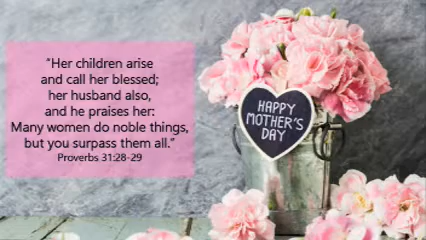 "Her children arise
and call her blessed;
her husband also,
and he praises her:
Many women do noble things,
but you surpass them all."
Proverbs 31:28-29
HAPPY
MOTHER'S
DAY